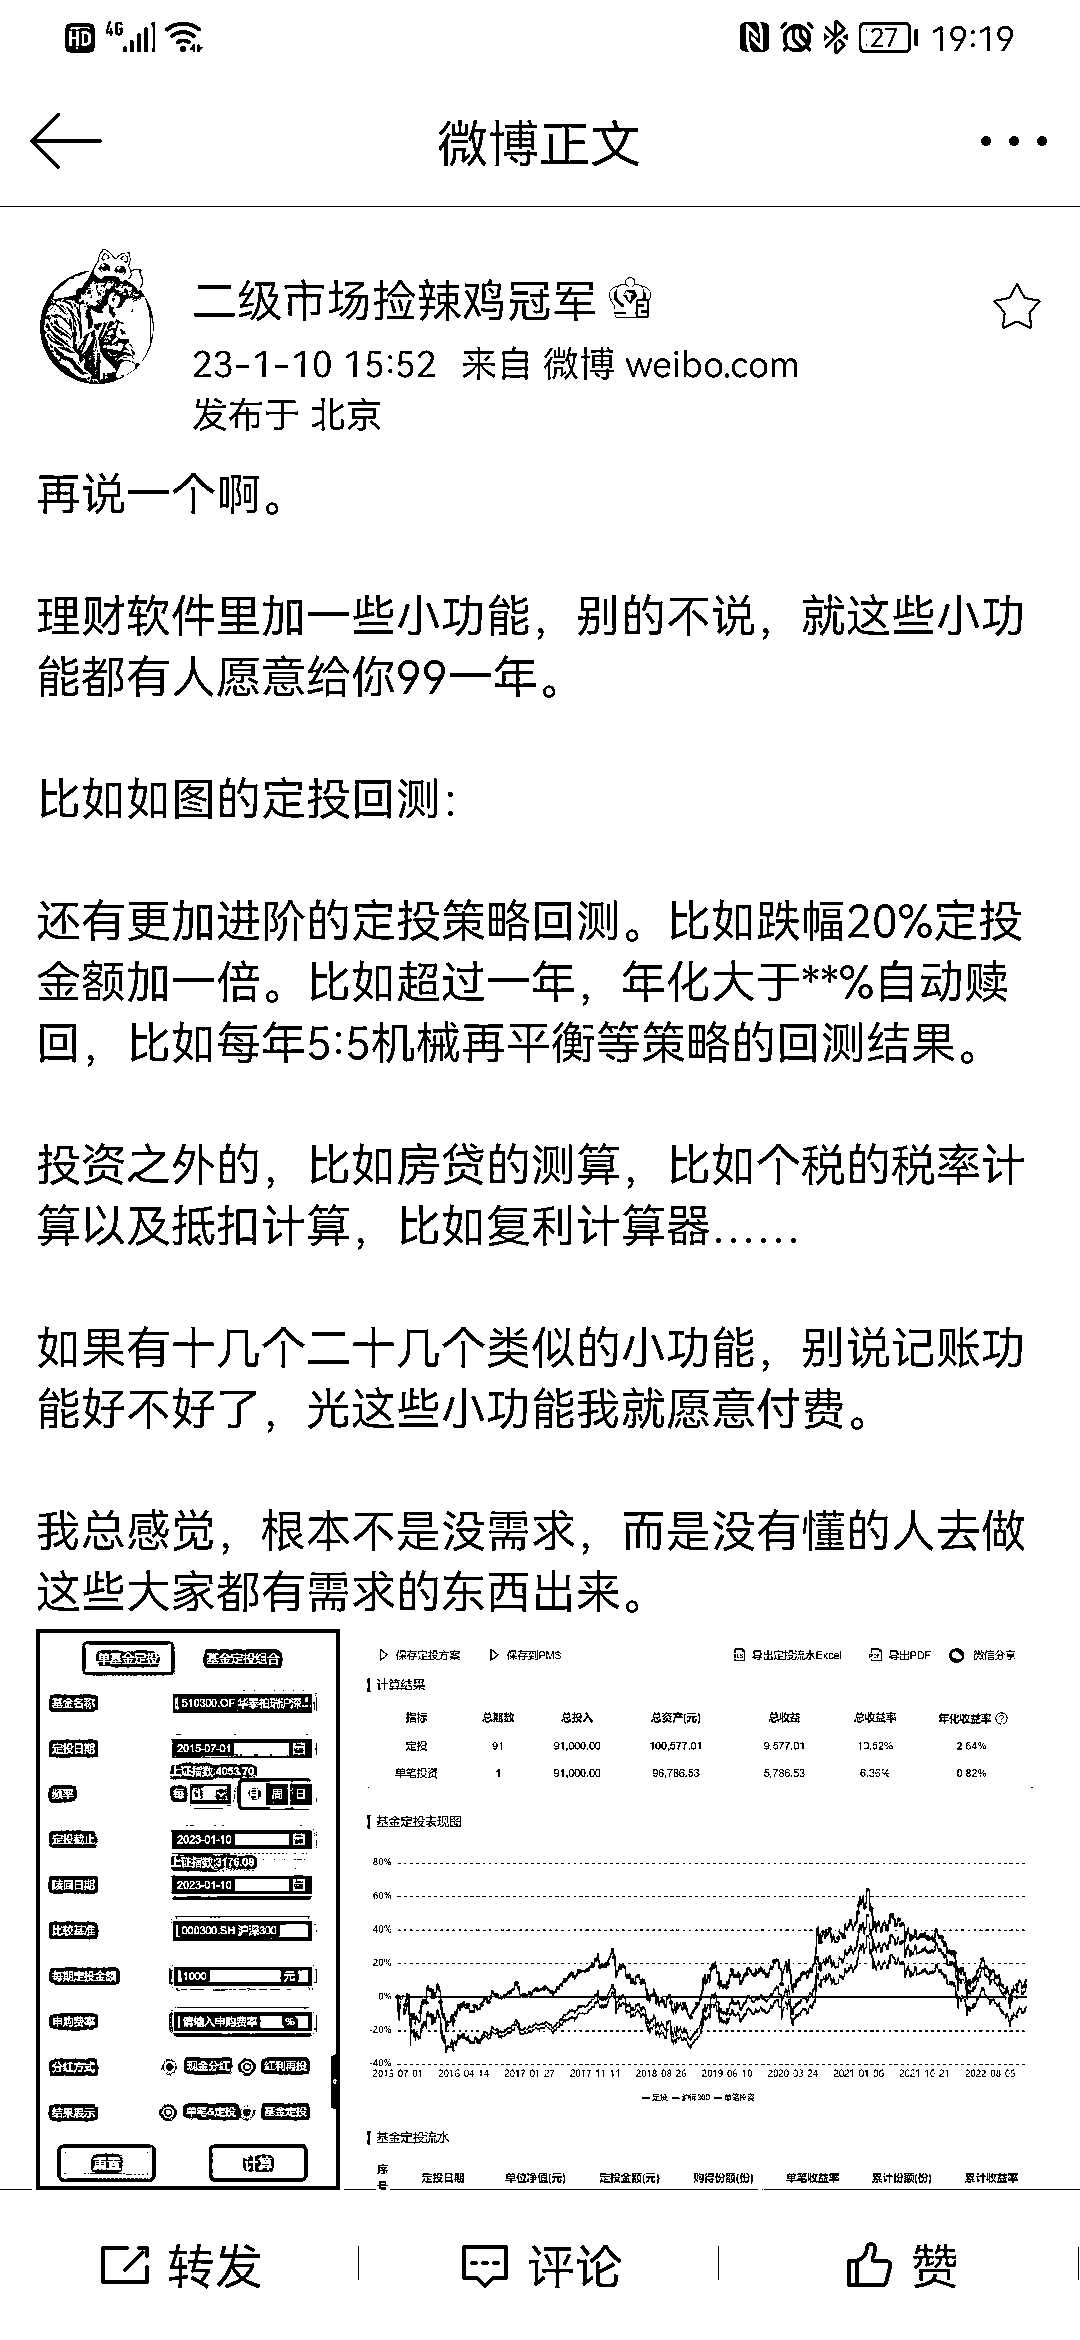 HD 4G 27 19:19
微博正文
二级市场捡辣鸡冠军
23-1-10 15:52 来自 微博 weibo.com
发布于 北京
再说一个啊。
理财软件里加一些小功能，别的不说，就这些小功
能都有人愿意给你99一年。
比如如图的定投回测：
还有更加进阶的定投策略回测。比如跌幅20%定投
金额加一倍。比如超过一年，年化大于**%自动赎
回，比如每年5:5机械再平衡等策略的回测结果。
投资之外的，比如房贷的测算，比如个税的税率计
算以及抵扣计算，比如复利计算器……
如果有十几个二十几个类似的小功能，别说记账功
能好不好了，光这些小功能我就愿意付费。
我总感觉，根本不是没需求，而是没有懂的人去做
这些大家都有需求的东西出来。
单基金定投 基金定投组合
基金名称 510300.OF 华泰柏瑞沪深...
定投日期 2015-07-01
上证指数:4053.70
频率 每 周 日
定投截止 2023-01-10
上证指数:3176.08
赎回日期 2023-01-10
比较基准 000300.SH 沪深300
每期定投金额 1000 元
申购费率 请输入申购费率 %
分红方式 现金分红 红利再投
结果展示 单笔&定投 基金定投
重置 计算
保存定投方案 保存到PMS 导出定投流水Excel 导出PDF 微信分享
计算结果
指标 总期数 总投入 总资产(元) 总收益 总收益率 年化收益率
定投 91 91,000.00 100,577.01 9,577.01 10.52% 2.64%
单笔投资 1 91,000.00 96,786.53 5,786.53 6.36% 0.82%
基金定投表现图
80%
60%
40%
20%
0%
-20%
-40%
2015 07 01 2016 04 14 2017 01 27 2017 11 11 2018 08 26 2019 06 10 2020 03 24 2021 01 06 2021 10 21 2022 08 05
定投 沪深300 单笔投资
基金定投流水
序号 定投日期 单位净值(元) 定投金额(元) 购得份额(份) 单笔收益率 累计份额(份) 累计收益率
转发 评论 赞